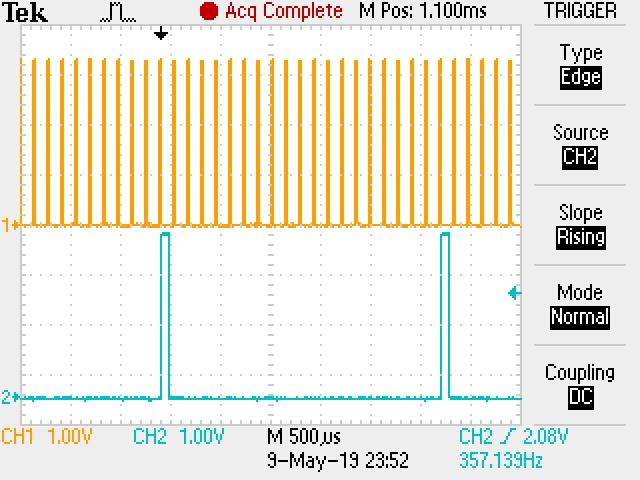 Tek Acq Complete M Pos: 1.100ms TRIGGER
Type
Edge
Source
CH2
Slope
Rising
Mode
Normal
Coupling
DC
1
2
CH1 1.00V CH2 1.00V M 500µs CH2 2.08V
9-May-19 23:52 357.139Hz